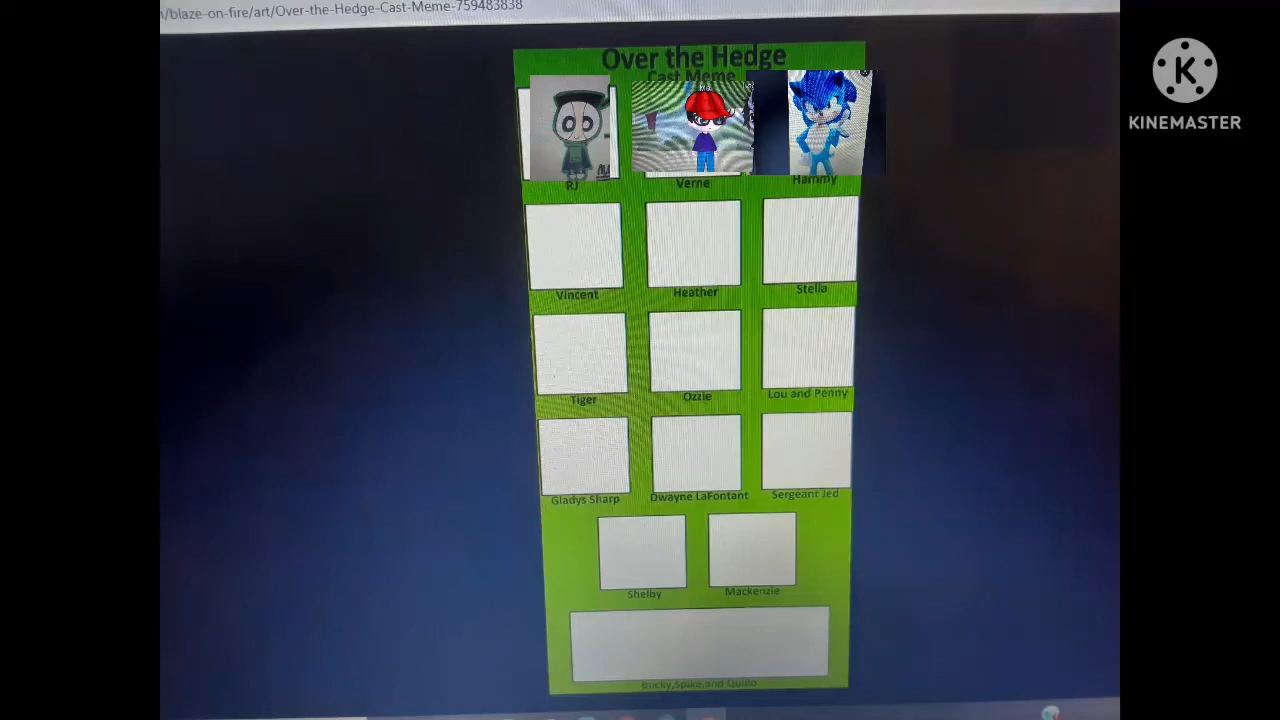 /blaze-on-fire/art/Over-the-Hedge-Cast-Meme-759483838
Over the Hedge
Cast Meme
RJ
Verne
Hammy
Vincent
Heather
Stella
Tiger
Ozzie
Lou and Penny
Gladys Sharp
Dwayne LaFontant
Sergeant Jed
Shelby
Mackenzie
Bucky,Spike,and Quillo
KINEMASTER